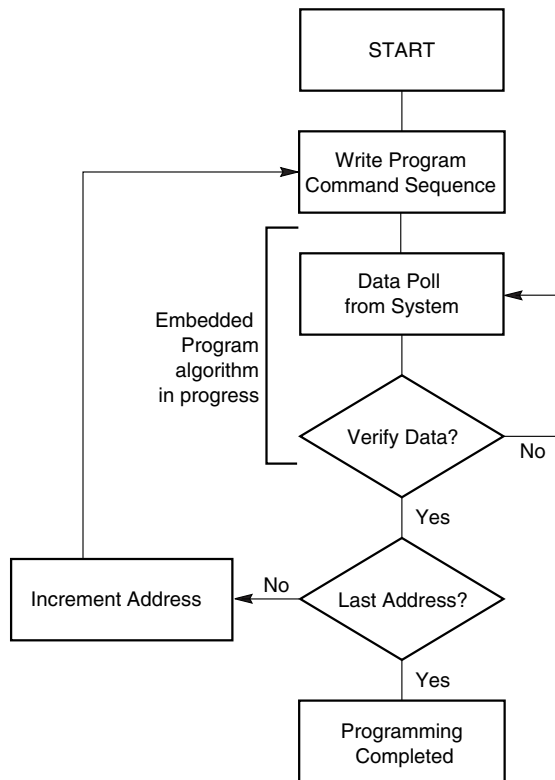 START
Write Program
Command Sequence
Data Poll
from System
Embedded
Program
algorithm
in progress
Verify Data?
No
Yes
Increment Address
No
Last Address?
Yes
Programming
Completed